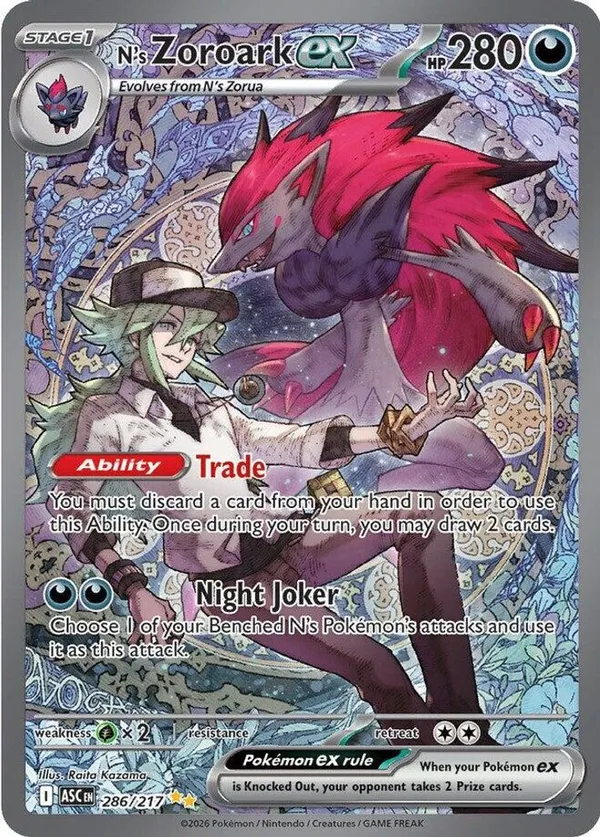 STAGE 1
N's Zoroark ex HP 280
Evolves from N's Zorua
Ability Trade
You must discard a card from your hand in order to use
this Ability. Once during your turn, you may draw 2 cards.
Night Joker
Choose 1 of your Benched N's Pokémon's attacks and use
it as this attack.
weakness × 2 resistance retreat
Pokémon ex rule
When your Pokémon ex
is Knocked Out, your opponent takes 2 Prize cards.
Illus. Raita Kazama
I ASC EN 286/217
©2026 Pokémon / Nintendo / Creatures / GAME FREAK